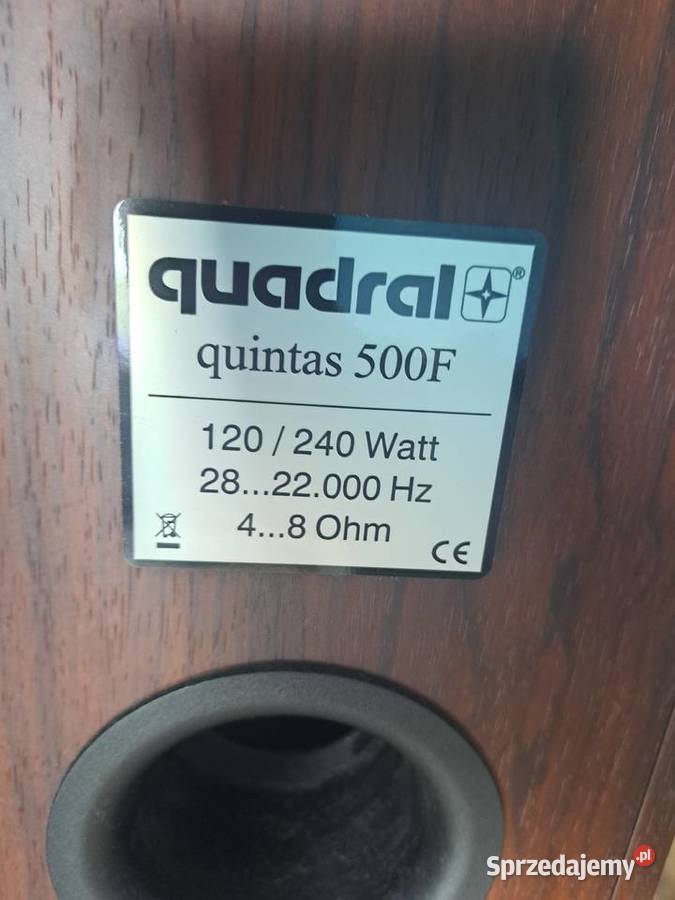 quadral®
quintas 500F
120 / 240 Watt
28...22.000 Hz
4...8 Ohm
CE
Sprzedajemy.pl